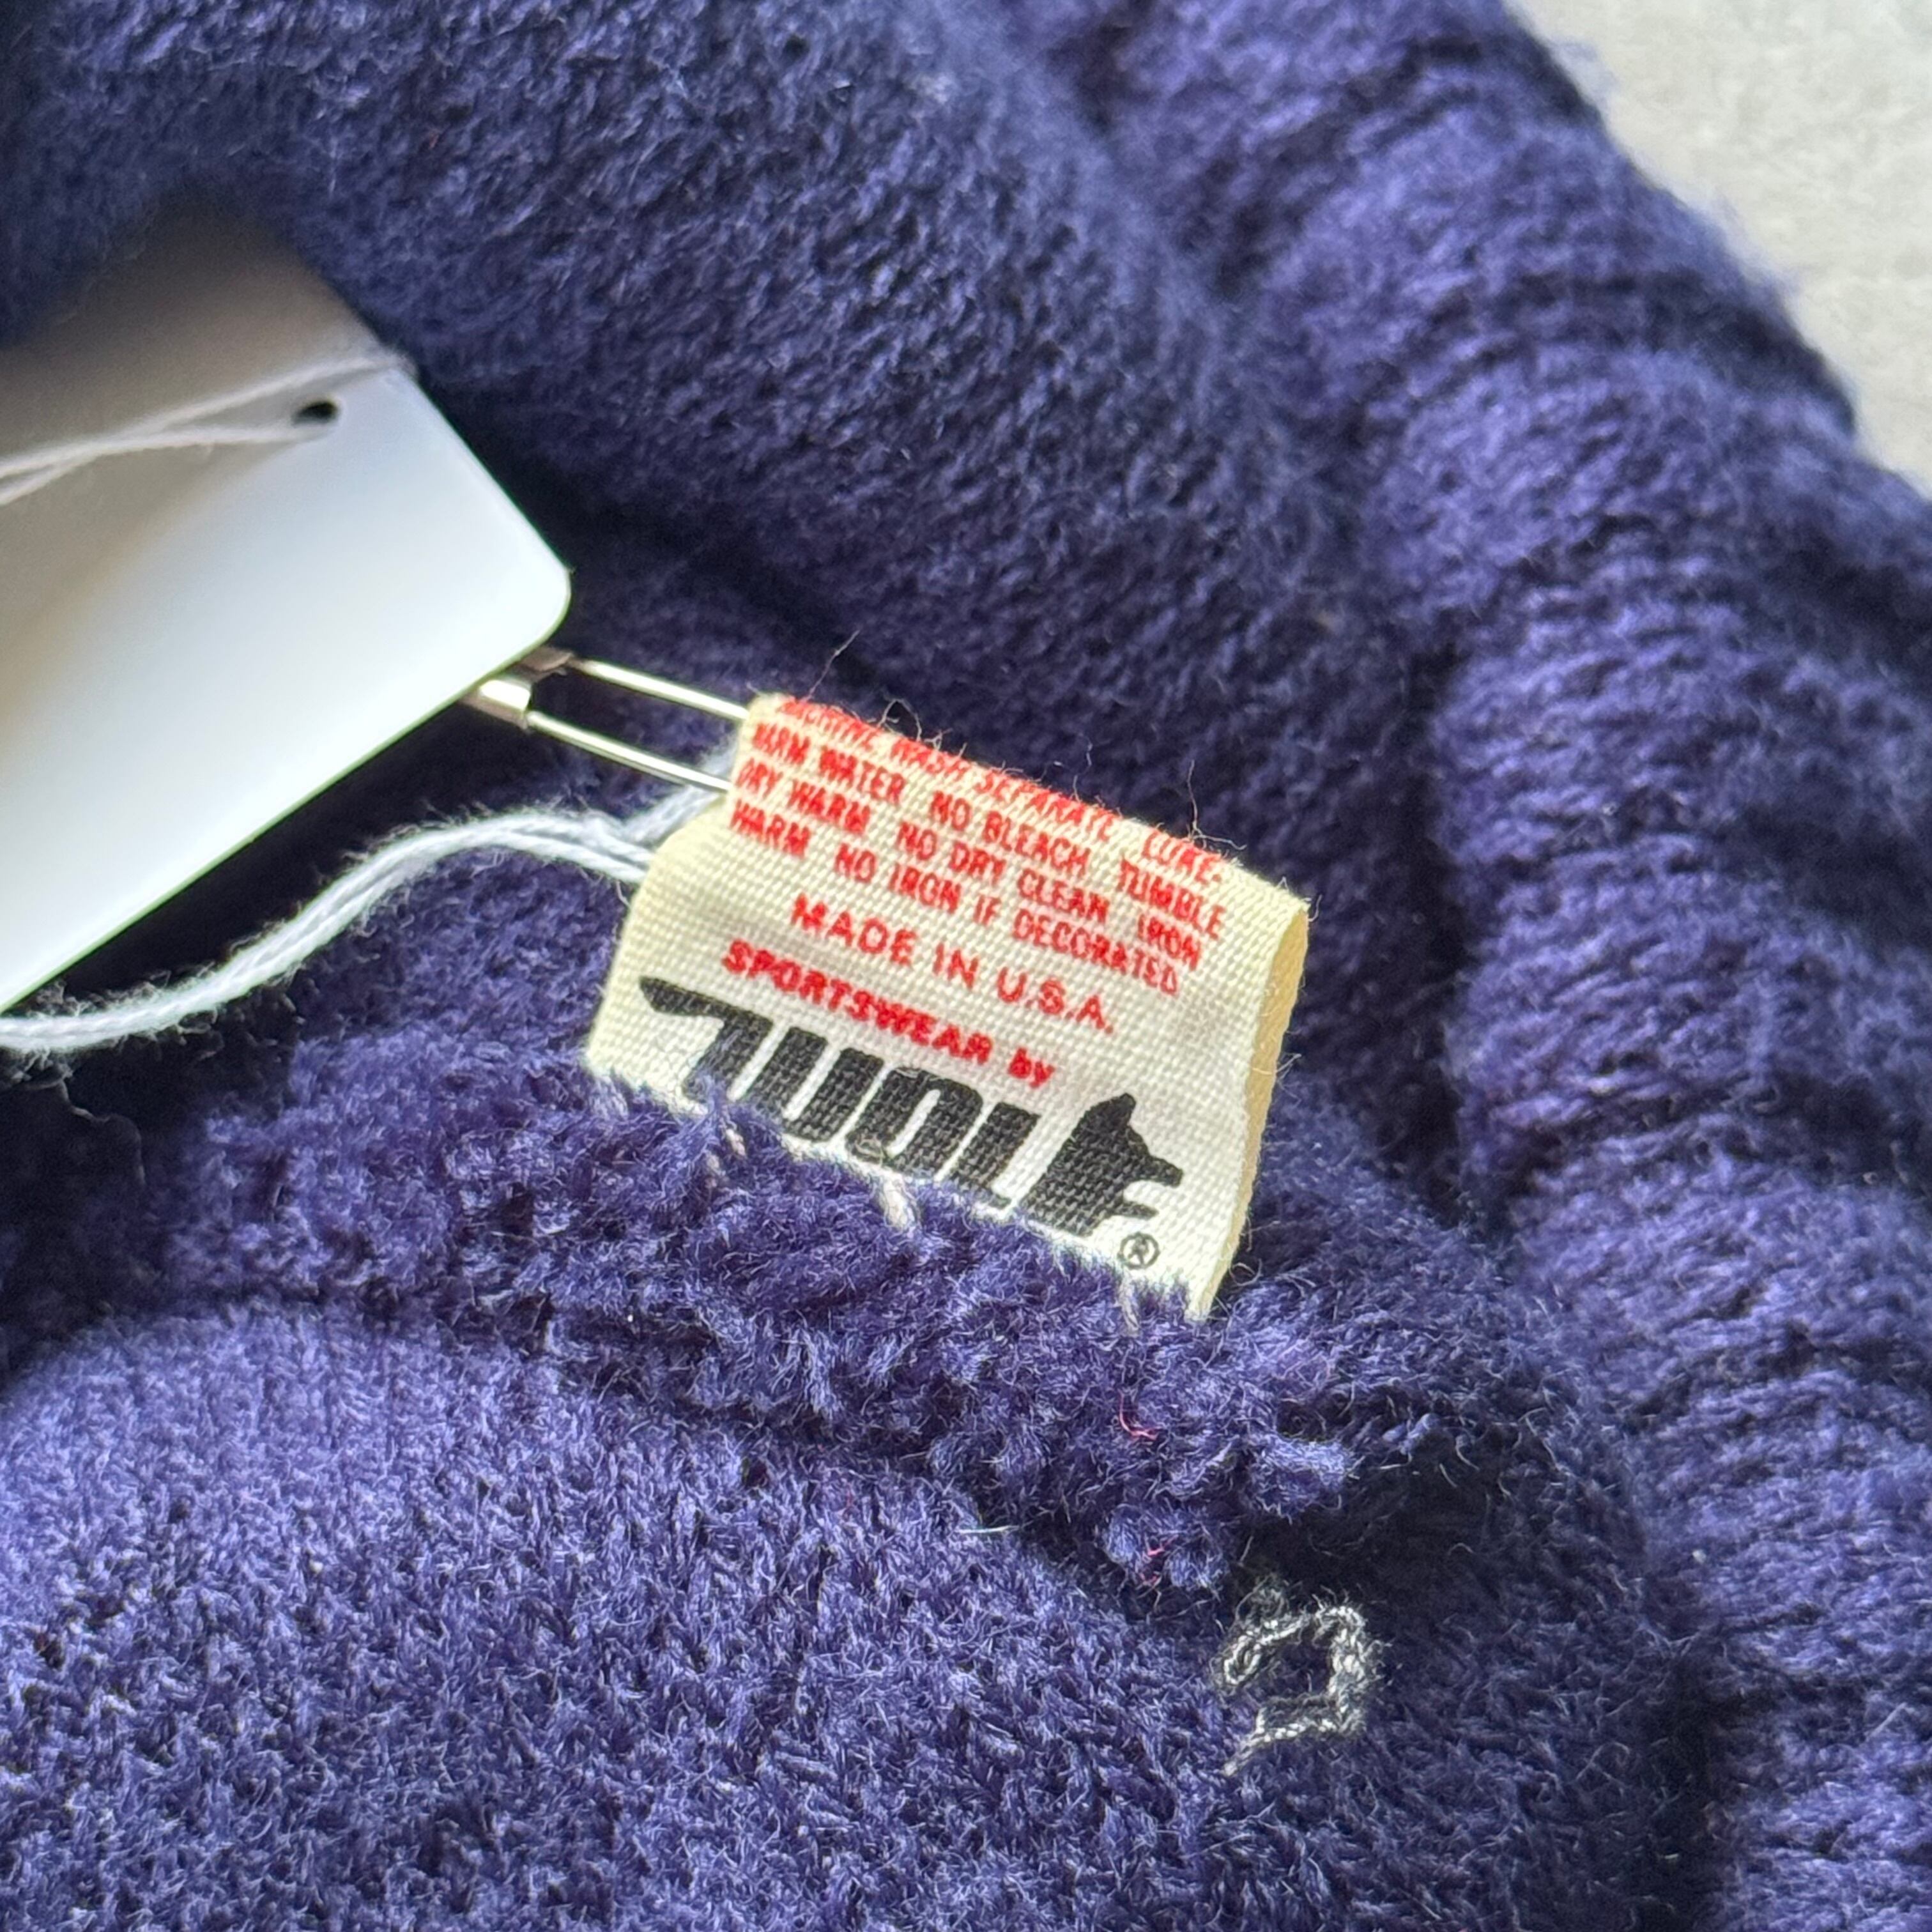 WASH SEPARATE LUKE-
WARM WATER NO BLEACH TUMBLE
DRY WARM NO DRY CLEAN IRON
WARM NO IRON IF DECORATED
MADE IN U.S.A.
SPORTSWEAR by
WOLF
®